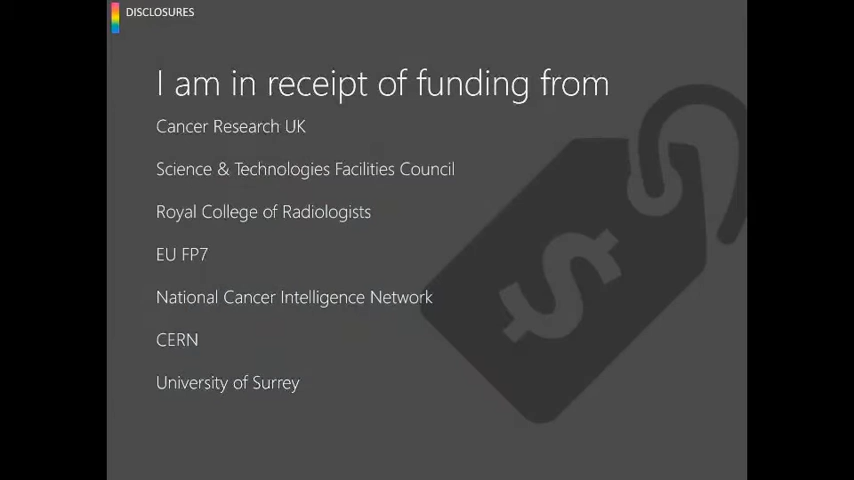 DISCLOSURES
I am in receipt of funding from
Cancer Research UK
Science & Technologies Facilities Council
Royal College of Radiologists
EU FP7
National Cancer Intelligence Network
CERN
University of Surrey
$